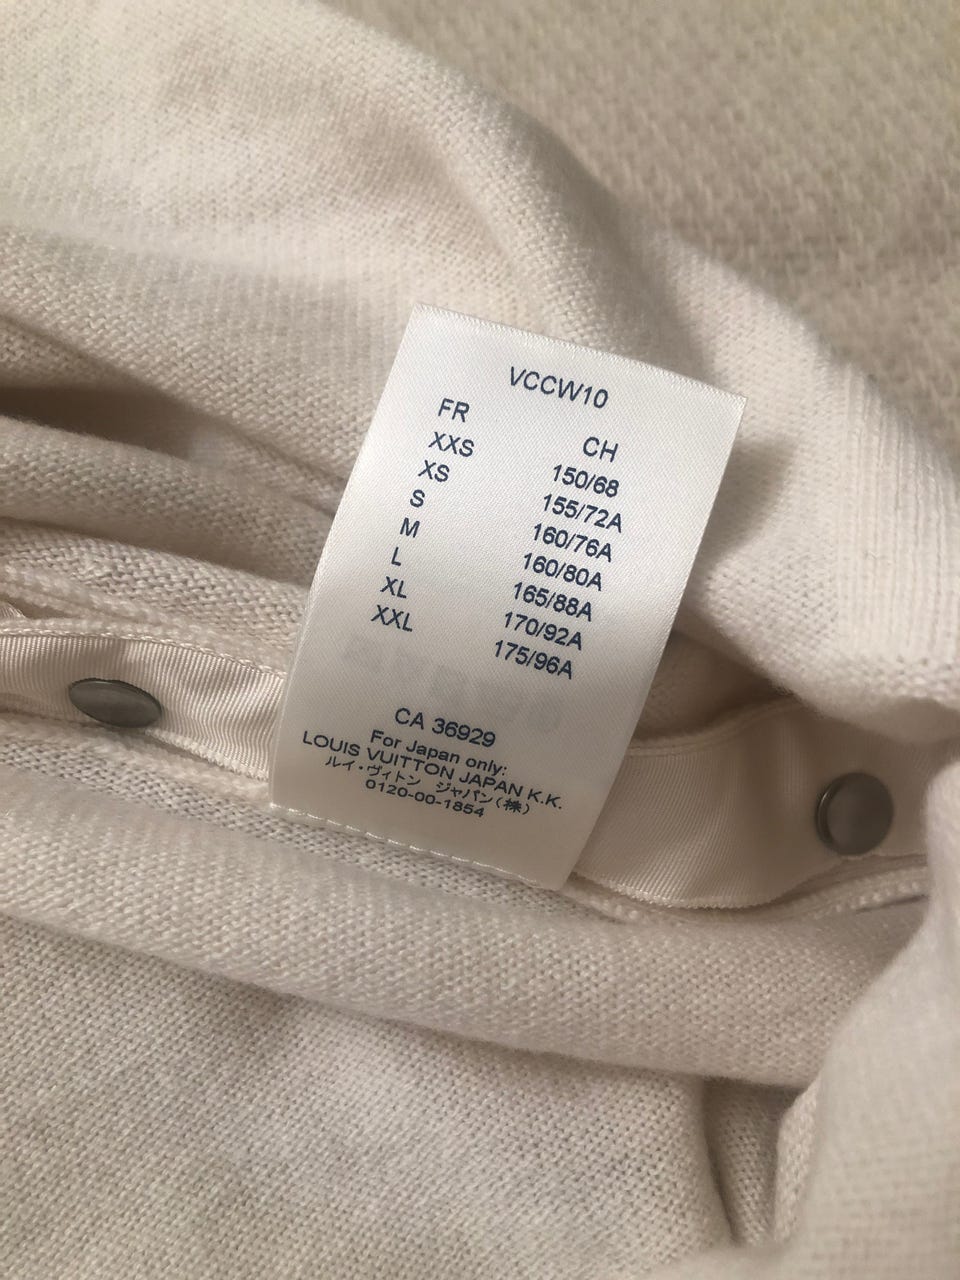 VCCW10
FR CH
XXS 150/68
XS 155/72A
S 160/76A
M 160/80A
L 165/88A
XL 170/92A
XXL 175/96A
CA 36929
For Japan only:
LOUIS VUITTON JAPAN K.K.
ルイ・ヴィトン ジャパン(株)
0120-00-1854